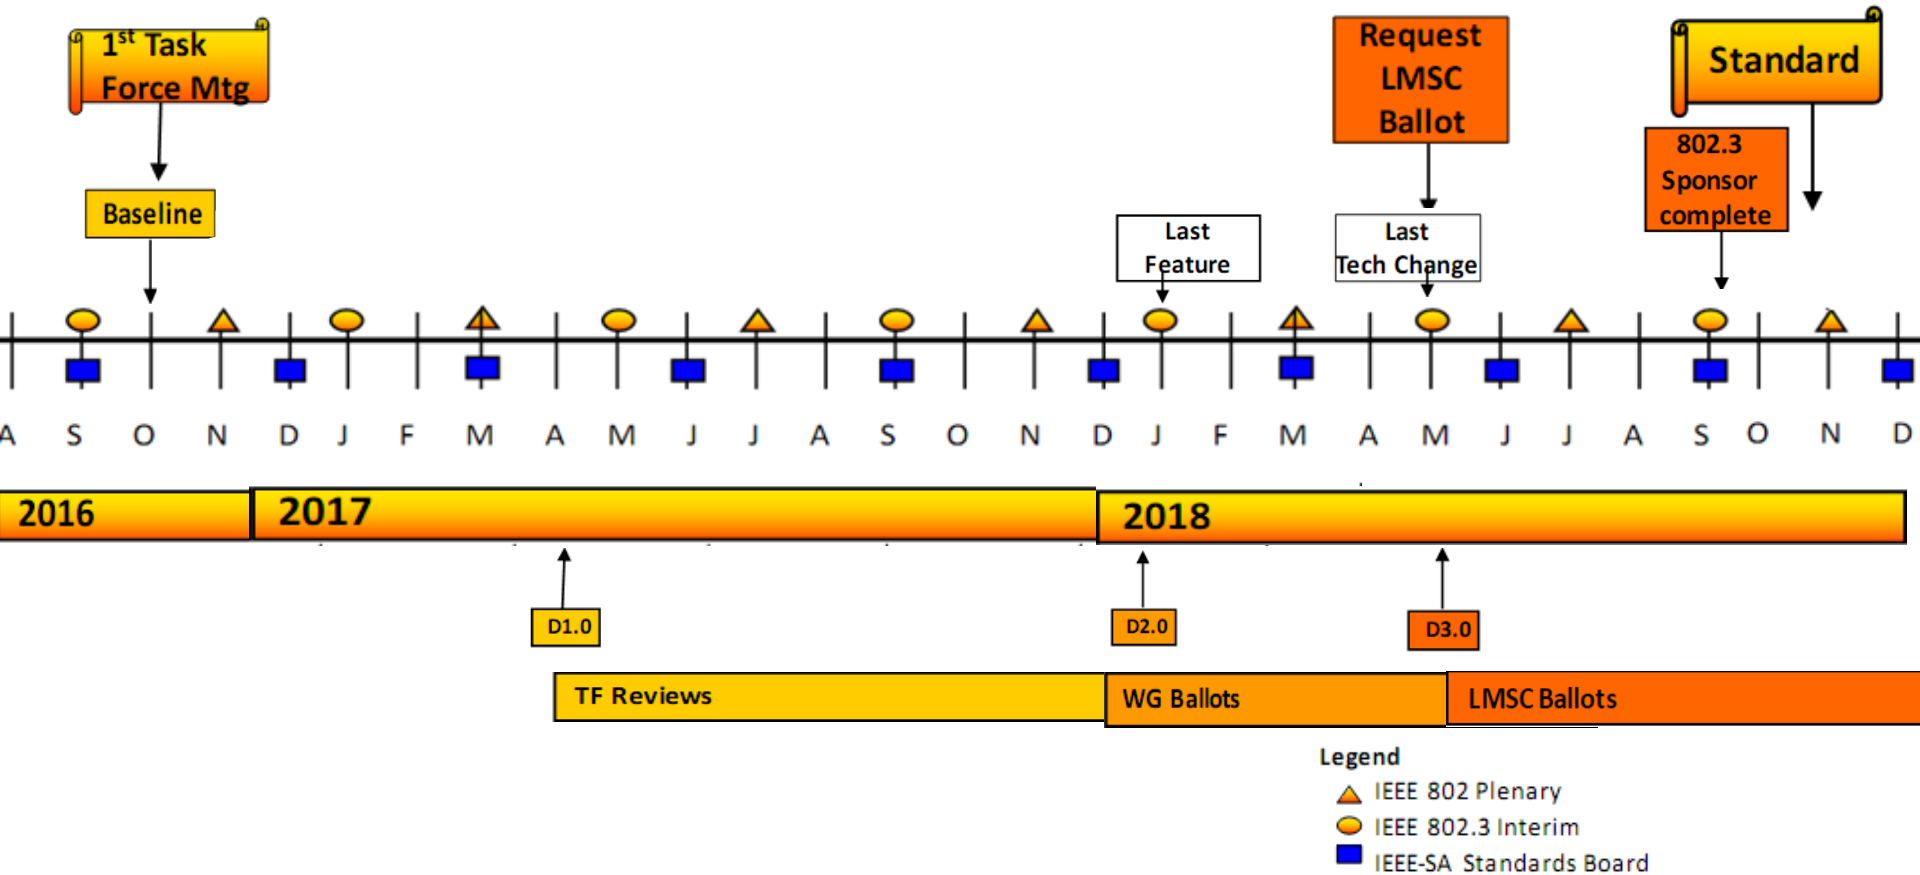 1st Task
Force Mtg
Baseline
Request
LMSC
Ballot
Last
Feature
Last
Tech Change
Standard
802.3
Sponsor
complete
A S O N D J F M A M J J A S O N D J F M A M J J A S O N D
2016 2017 2018
D1.0 D2.0 D3.0
TF Reviews WG Ballots LMSC Ballots
Legend
IEEE 802 Plenary
IEEE 802.3 Interim
IEEE-SA Standards Board